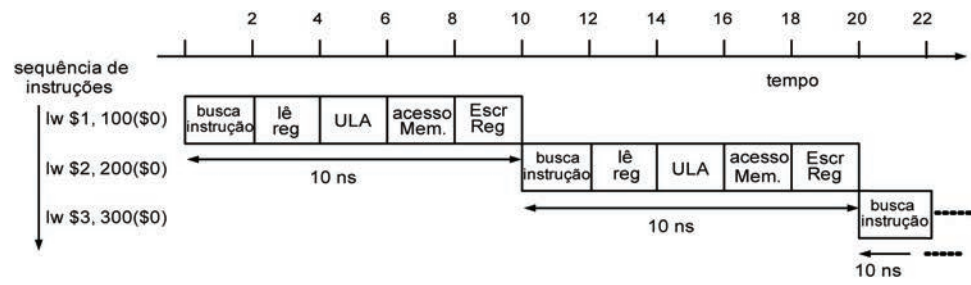 2 4 6 8 10 12 14 16 18 20 22
tempo
sequência de
instruções
lw $1, 100($0)
busca
instrução
lê
reg
ULA
acesso
Mem.
Escr
Reg
10 ns
lw $2, 200($0)
busca
instrução
lê
reg
ULA
acesso
Mem.
Escr
Reg
10 ns
lw $3, 300($0)
busca
instrução
10 ns